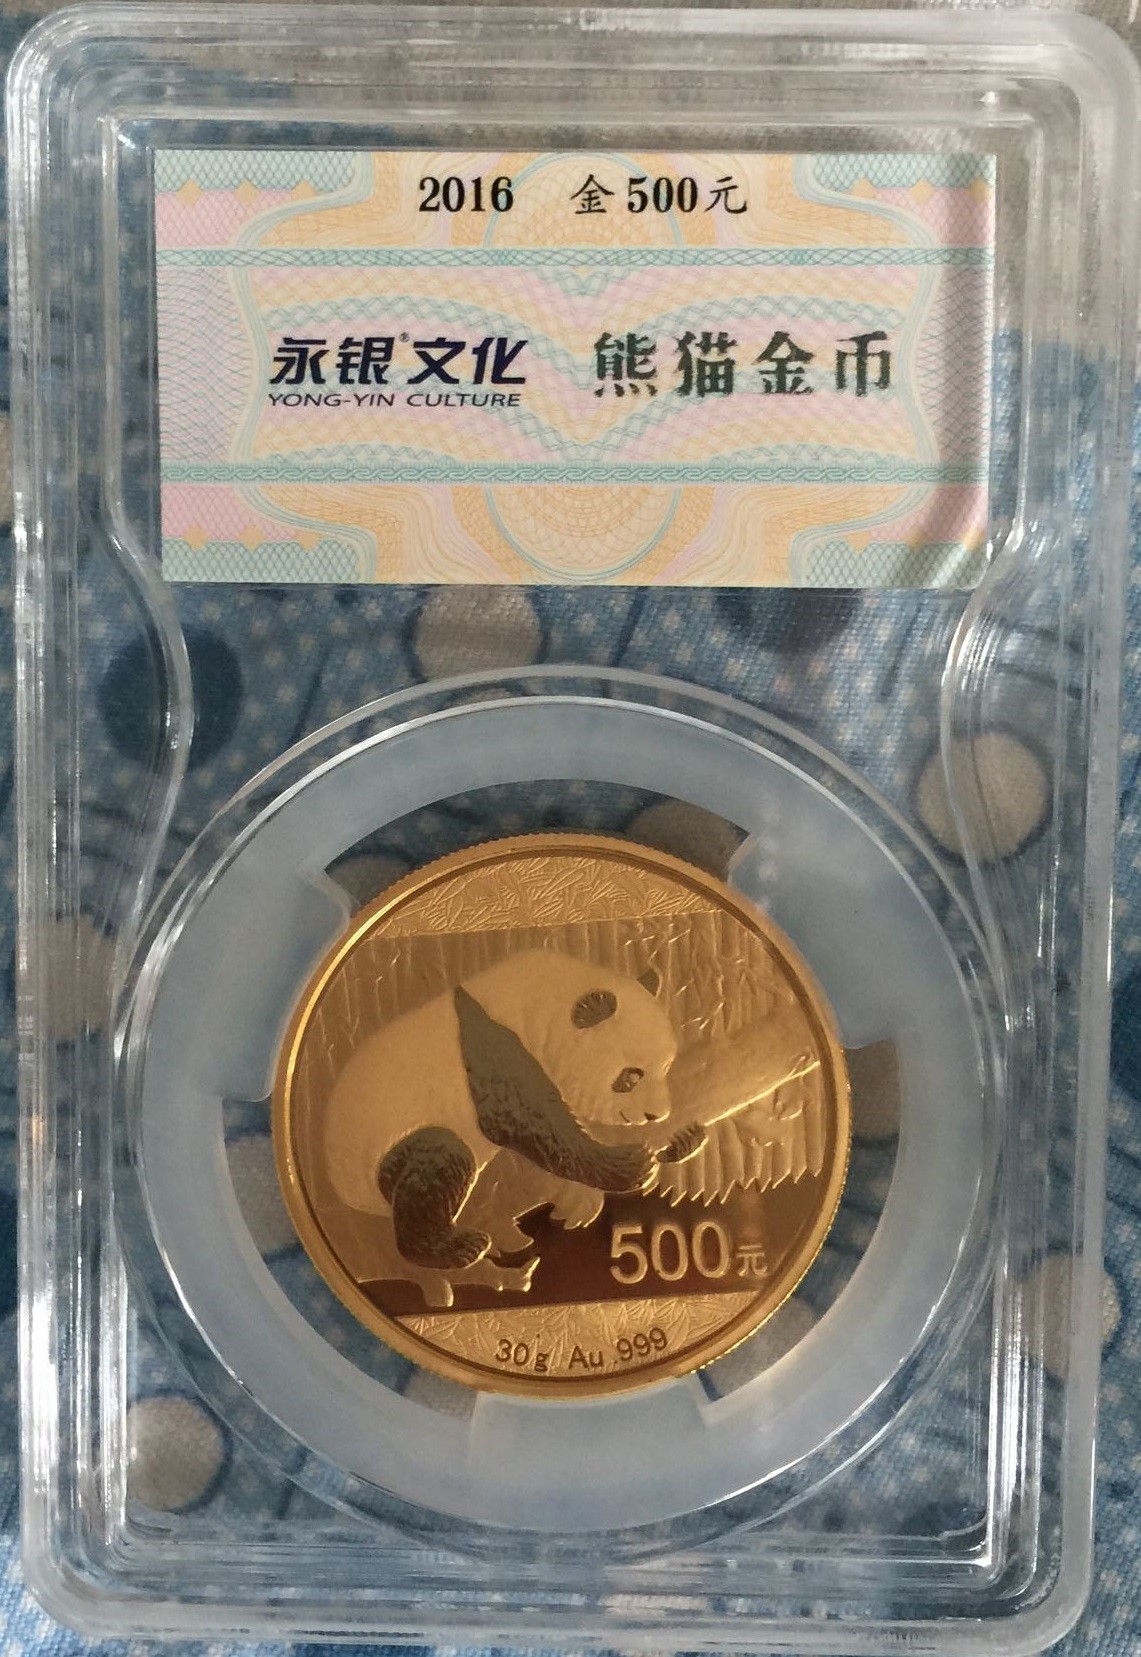 2016 金500元
永银®文化 熊猫金币
YONG-YIN CULTURE
500元
30g Au .999